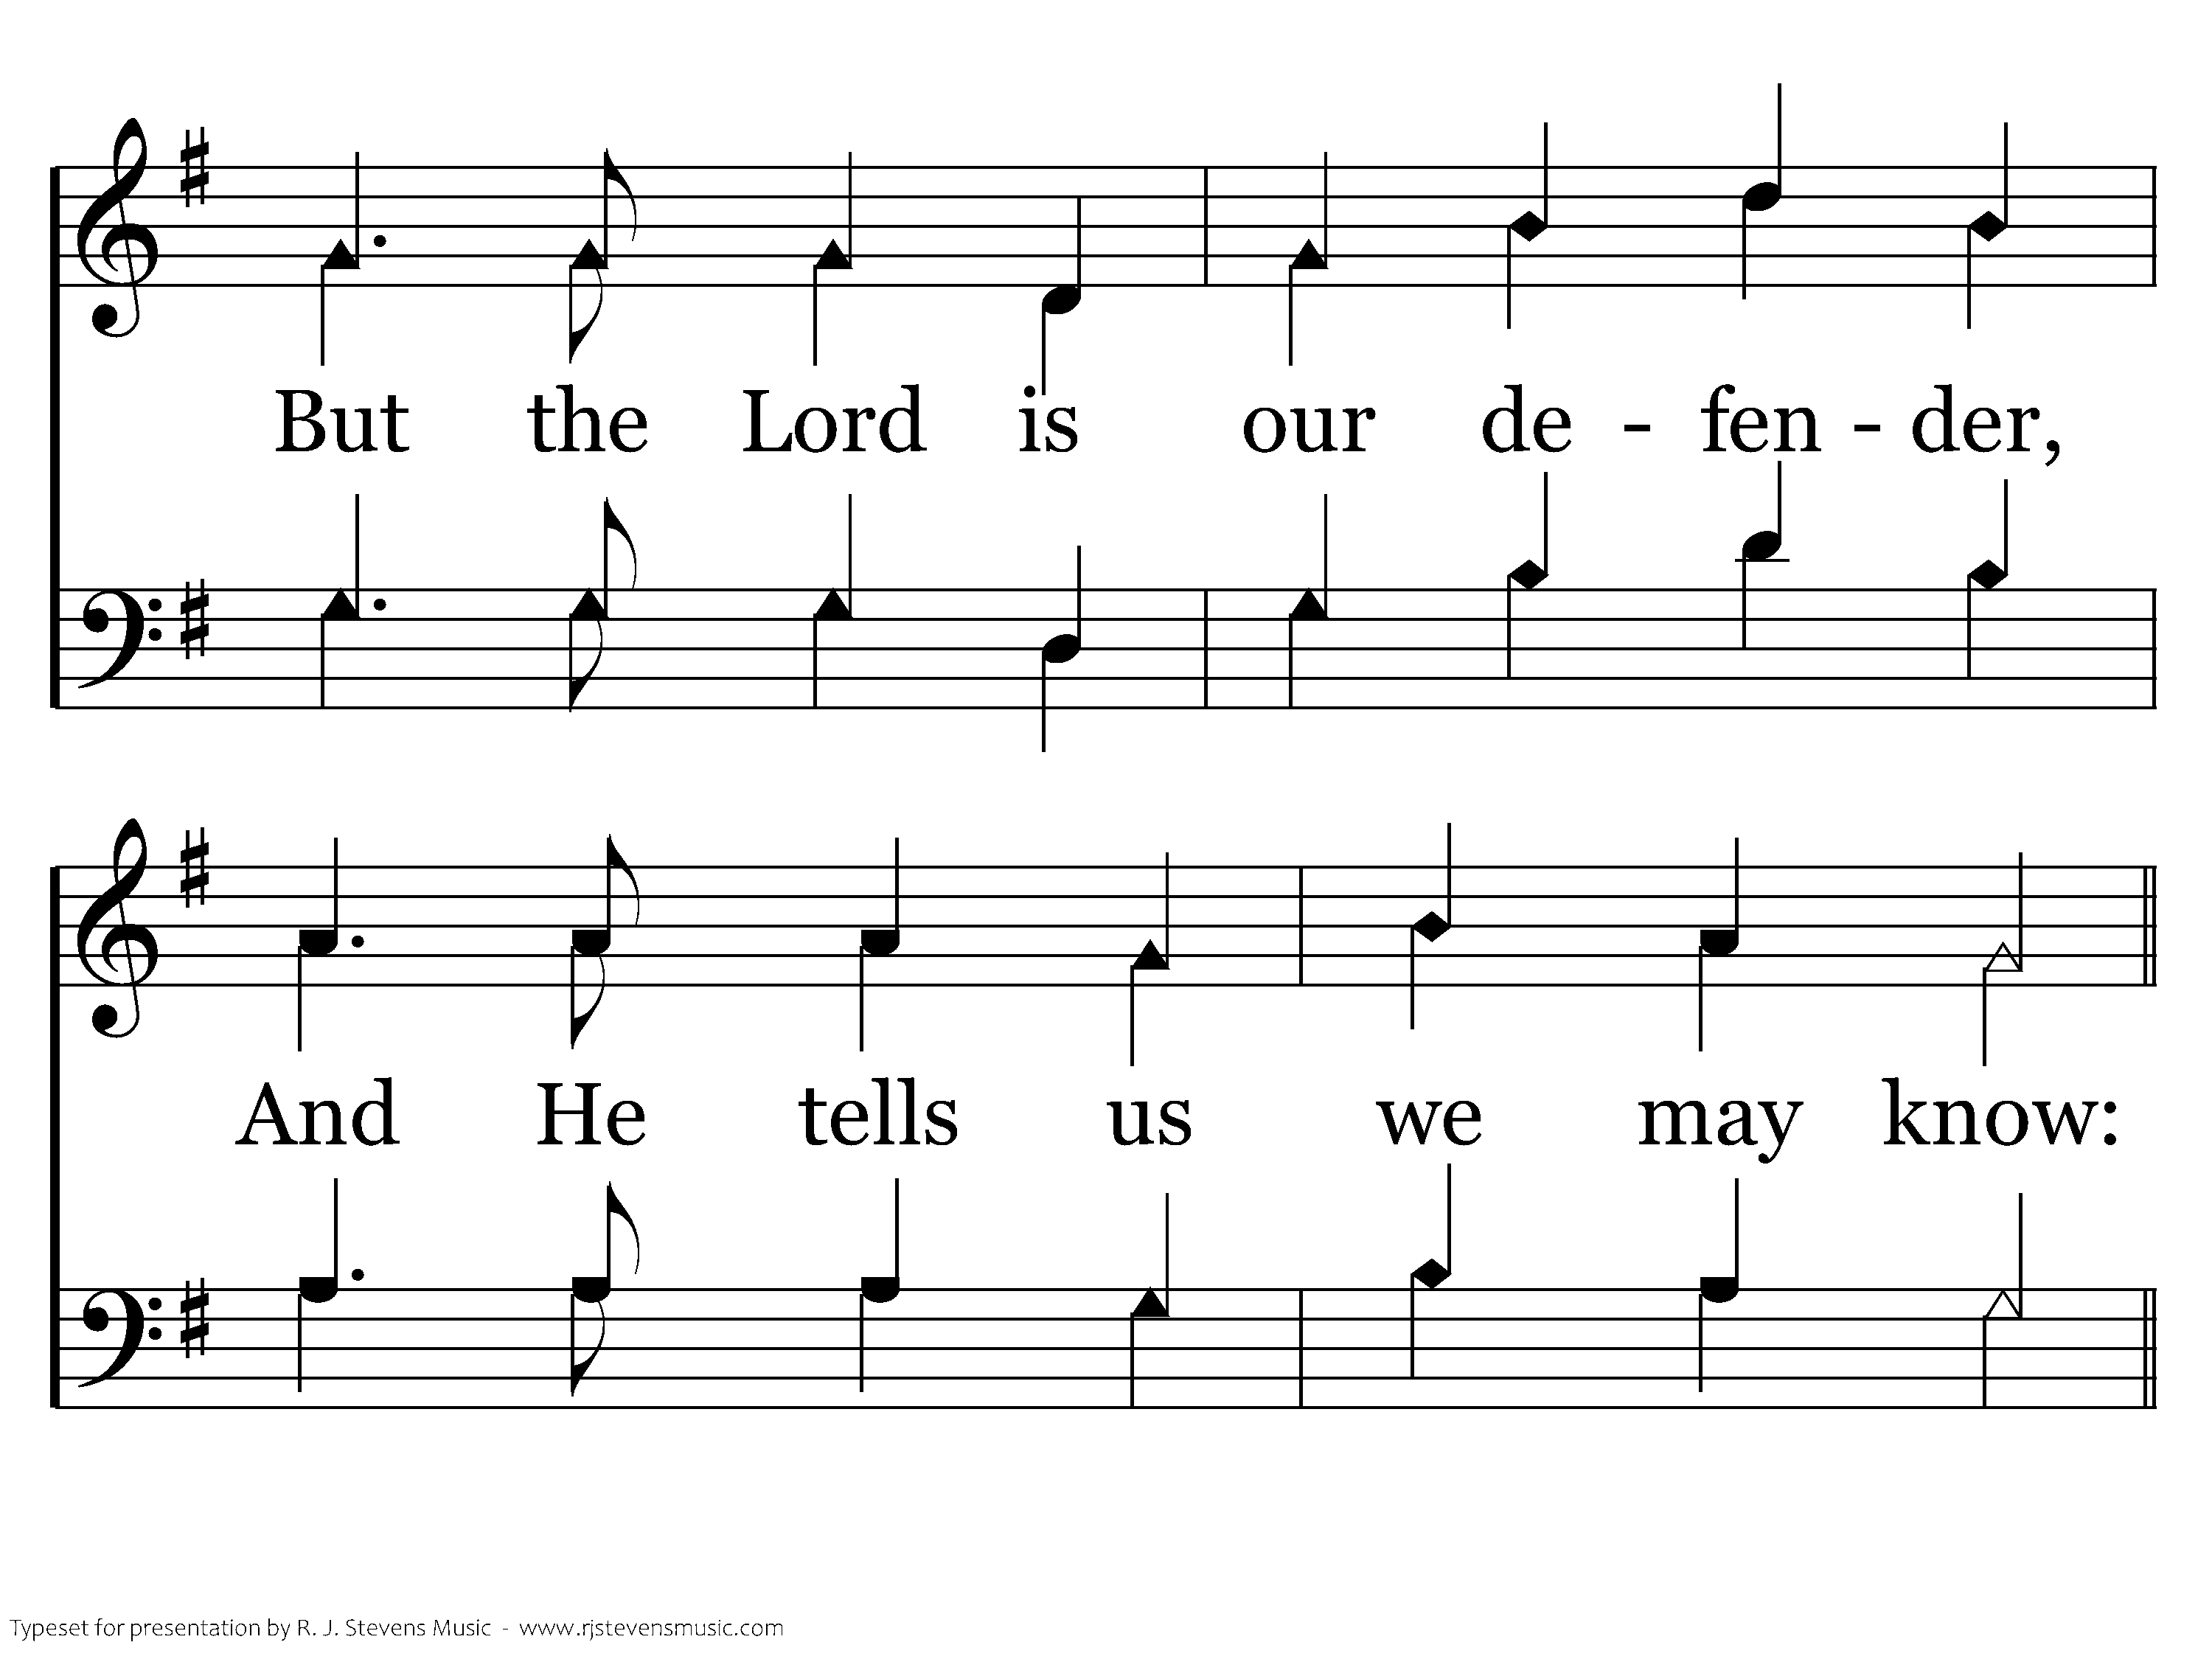 But the Lord is our de - fen - der,
And He tells us we may know:
Typeset for presentation by R. J. Stevens Music - www.rjstevensmusic.com